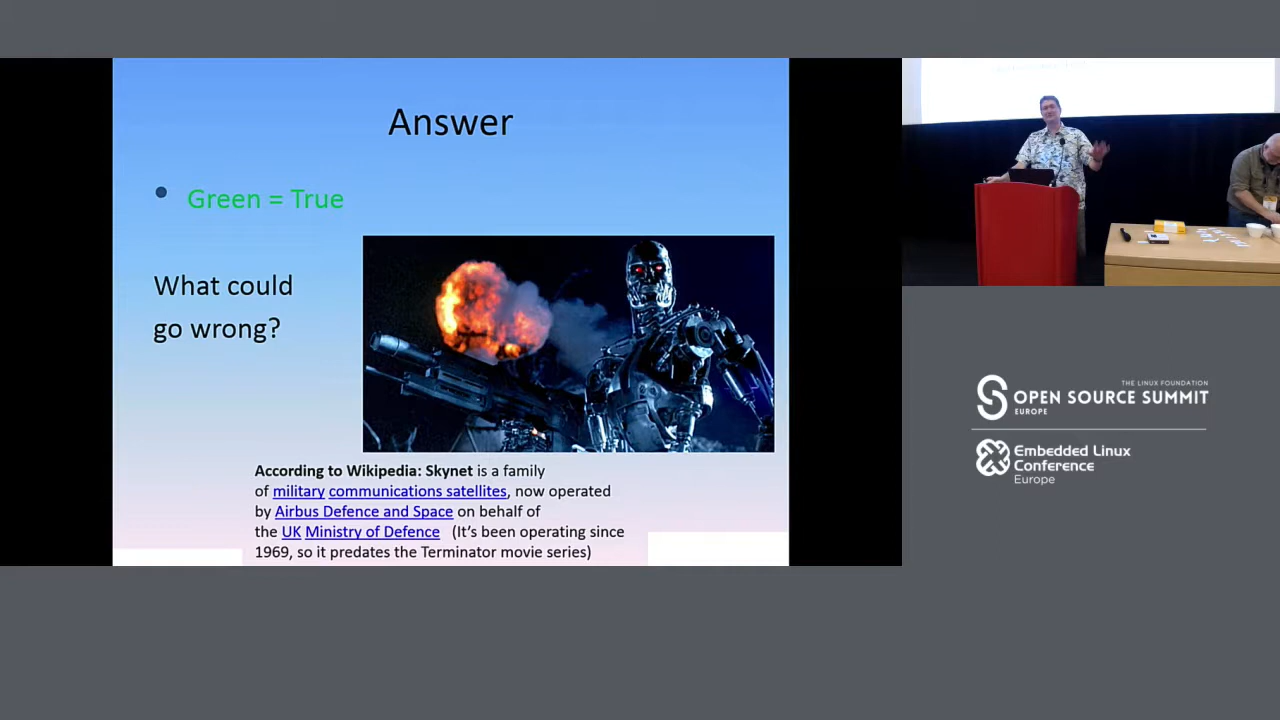 Answer
Green = True
What could
go wrong?
According to Wikipedia: Skynet is a family
of military communications satellites, now operated
by Airbus Defence and Space on behalf of
the UK Ministry of Defence (It’s been operating since
1969, so it predates the Terminator movie series)
THE LINUX FOUNDATION
OPEN SOURCE SUMMIT
EUROPE
Embedded Linux
Conference
Europe